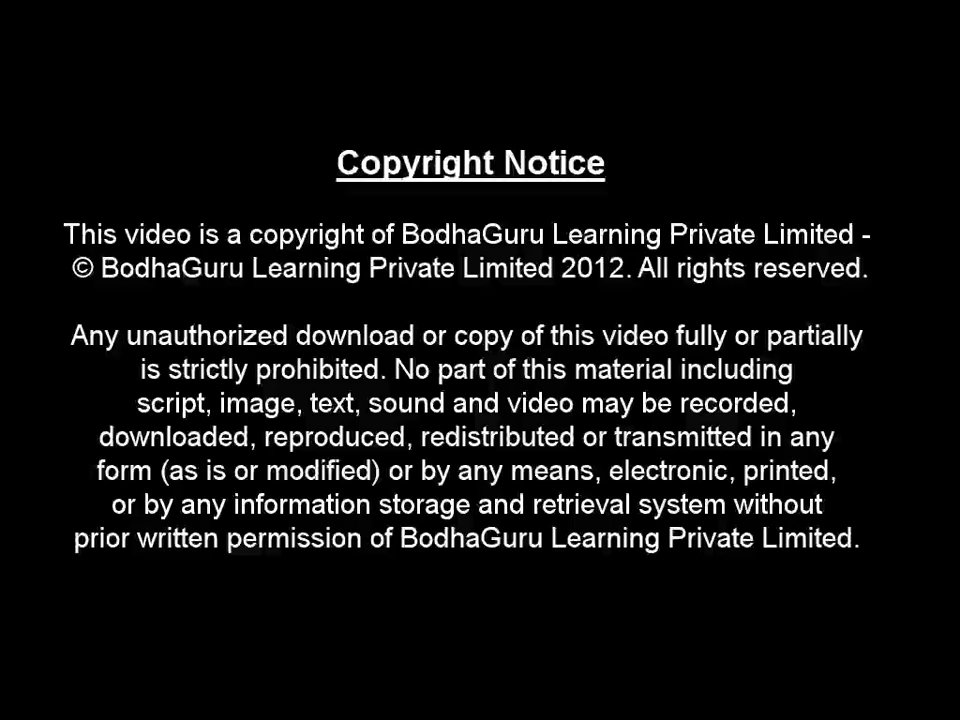 Copyright Notice
This video is a copyright of BodhaGuru Learning Private Limited -
© BodhaGuru Learning Private Limited 2012. All rights reserved.
Any unauthorized download or copy of this video fully or partially
is strictly prohibited. No part of this material including
script, image, text, sound and video may be recorded,
downloaded, reproduced, redistributed or transmitted in any
form (as is or modified) or by any means, electronic, printed,
or by any information storage and retrieval system without
prior written permission of BodhaGuru Learning Private Limited.